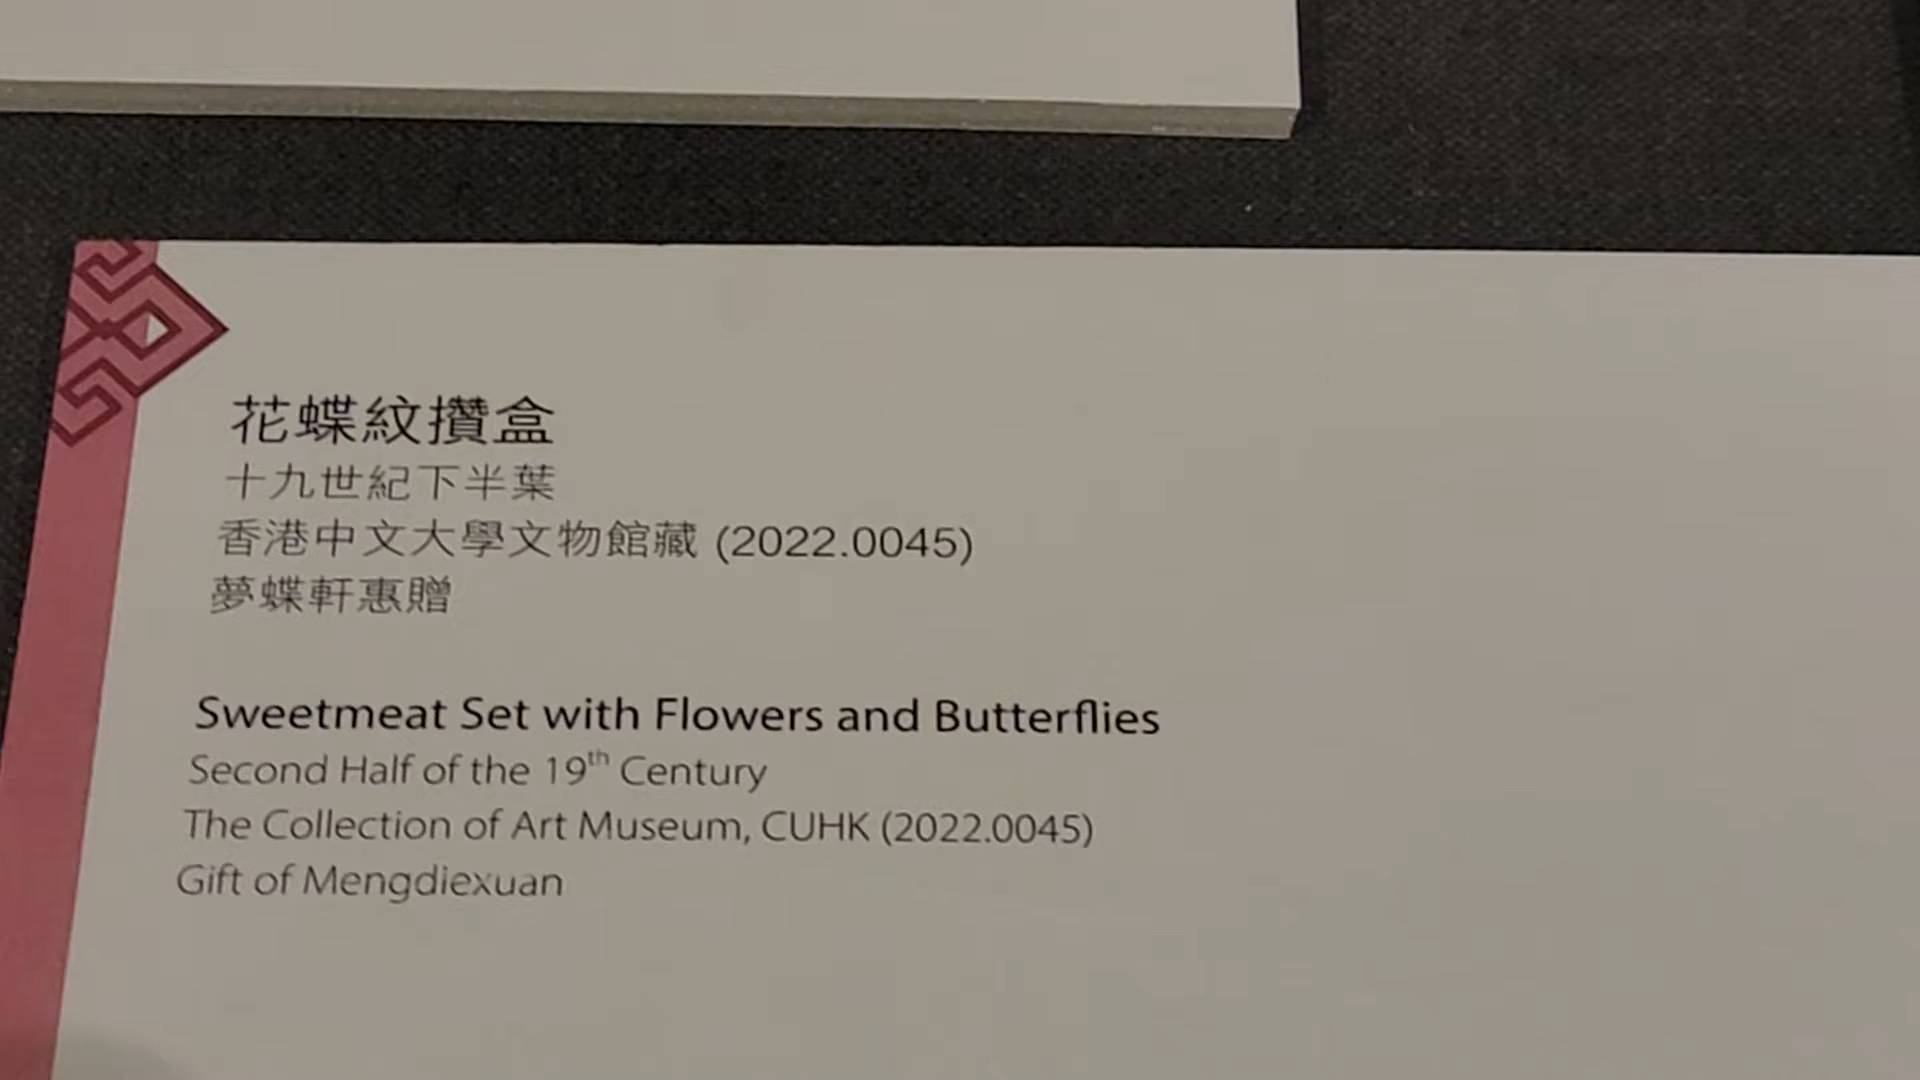 花蝶紋攢盒
十九世紀下半葉
香港中文大學文物館藏 (2022.0045)
夢蝶軒惠贈
Sweetmeat Set with Flowers and Butterflies
Second Half of the 19th Century
The Collection of Art Museum, CUHK (2022.0045)
Gift of Mengdiexuan